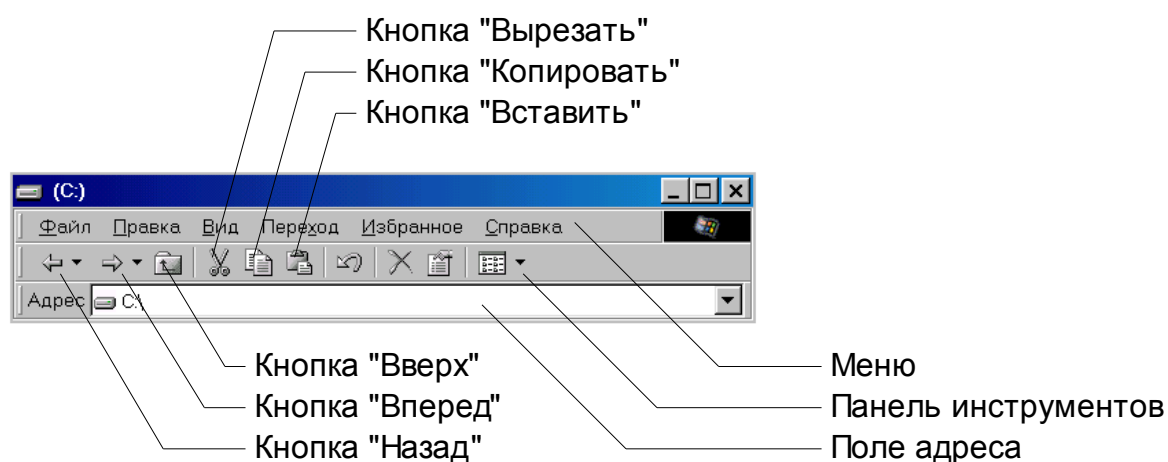 Кнопка "Вырезать"
Кнопка "Копировать"
Кнопка "Вставить"
(C:)
Файл Правка Вид Переход Избранное Справка
Адрес C:\
Кнопка "Вверх"
Меню
Кнопка "Вперед"
Панель инструментов
Кнопка "Назад"
Поле адреса